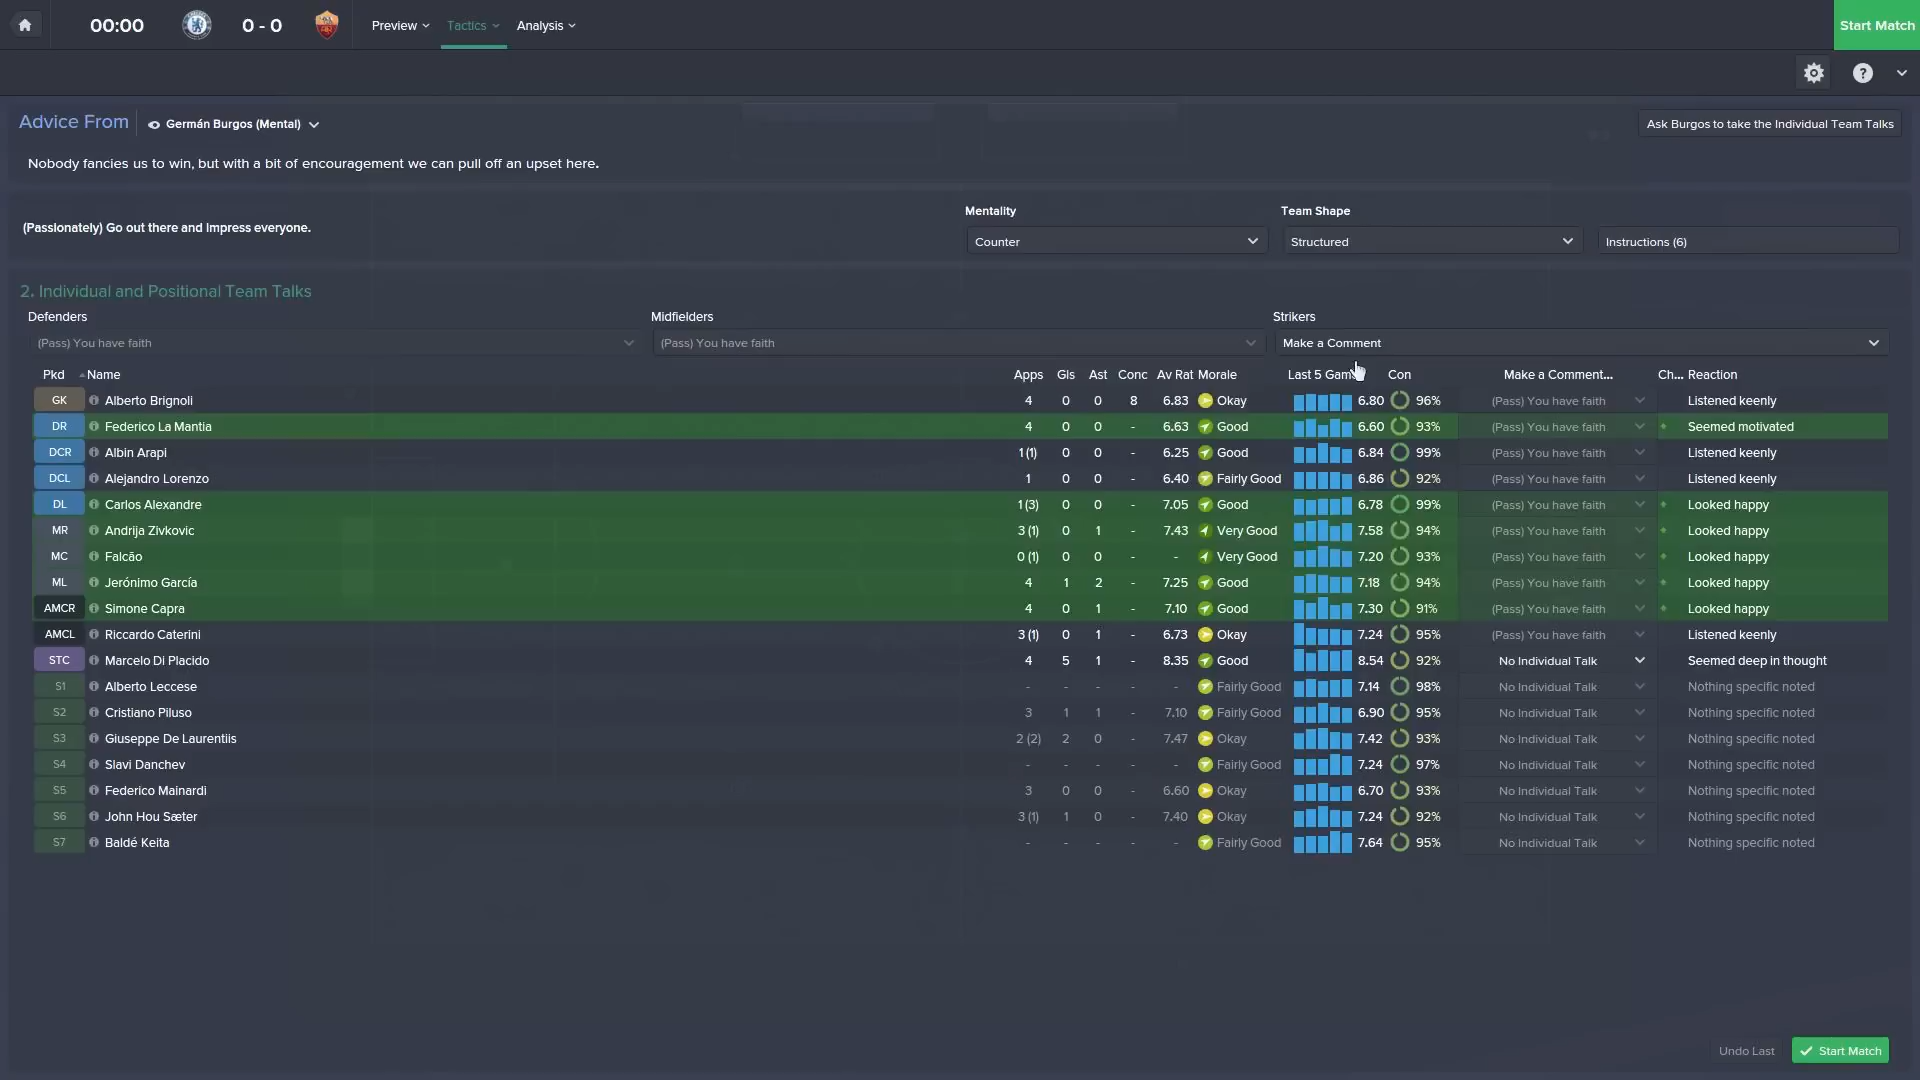 00:00 0 - 0 Preview Tactics Analysis Start Match
Advice From Germán Burgos (Mental) Ask Burgos to take the Individual Team Talks
Nobody fancies us to win, but with a bit of encouragement we can pull off an upset here.
Mentality Team Shape
(Passionately) Go out there and impress everyone.
Counter Structured Instructions (6)
2. Individual and Positional Team Talks
Defenders Midfielders Strikers
(Pass) You have faith (Pass) You have faith Make a Comment
Pkd Name Apps Gls Ast Conc Av Rat Morale Last 5 Gam Con Make a Comment... Ch... Reaction
GK Alberto Brignoli 4 0 0 8 6.83 Okay 6.80 96% (Pass) You have faith Listened keenly
DR Federico La Mantia 4 0 0 - 6.63 Good 6.60 93% (Pass) You have faith Seemed motivated
DCR Albin Arapi 1 (1) 0 0 - 6.25 Good 6.84 99% (Pass) You have faith Listened keenly
DCL Alejandro Lorenzo 1 0 0 - 6.40 Fairly Good 6.86 92% (Pass) You have faith Listened keenly
DL Carlos Alexandre 1 (3) 0 0 - 7.05 Good 6.78 99% (Pass) You have faith Looked happy
MR Andrija Zivkovic 3 (1) 0 1 - 7.43 Very Good 7.58 94% (Pass) You have faith Looked happy
MC Falcão 0 (1) 0 0 - - Very Good 7.20 93% (Pass) You have faith Looked happy
ML Jerónimo García 4 1 2 - 7.25 Good 7.18 94% (Pass) You have faith Looked happy
AMCR Simone Capra 4 0 1 - 7.10 Good 7.30 91% (Pass) You have faith Looked happy
AMCL Riccardo Caterini 3 (1) 0 1 - 6.73 Okay 7.24 95% (Pass) You have faith Listened keenly
STC Marcelo Di Placido 4 5 1 - 8.35 Good 8.54 92% No Individual Talk Seemed deep in thought
S1 Alberto Leccese - - - - - Fairly Good 7.14 98% No Individual Talk Nothing specific noted
S2 Cristiano Piluso 3 1 1 - 7.10 Fairly Good 6.90 95% No Individual Talk Nothing specific noted
S3 Giuseppe De Laurentiis 2 (2) 2 0 - 7.47 Okay 7.42 93% No Individual Talk Nothing specific noted
S4 Slavi Danchev - - - - - Fairly Good 7.24 97% No Individual Talk Nothing specific noted
S5 Federico Mainardi 3 0 0 - 6.60 Okay 6.70 93% No Individual Talk Nothing specific noted
S6 John Hou Sæter 3 (1) 1 0 - 7.40 Okay 7.24 92% No Individual Talk Nothing specific noted
S7 Baldé Keita - - - - - Fairly Good 7.64 95% No Individual Talk Nothing specific noted
Undo Last Start Match